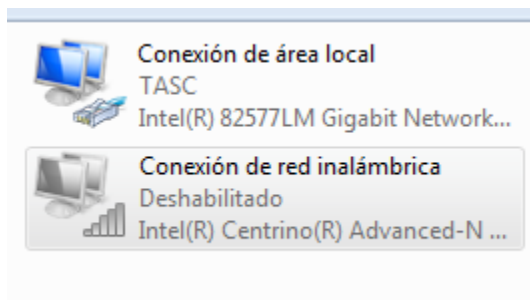 Conexión de área local
TASC
Intel(R) 82577LM Gigabit Network...
Conexión de red inalámbrica
Deshabilitado
Intel(R) Centrino(R) Advanced-N ...